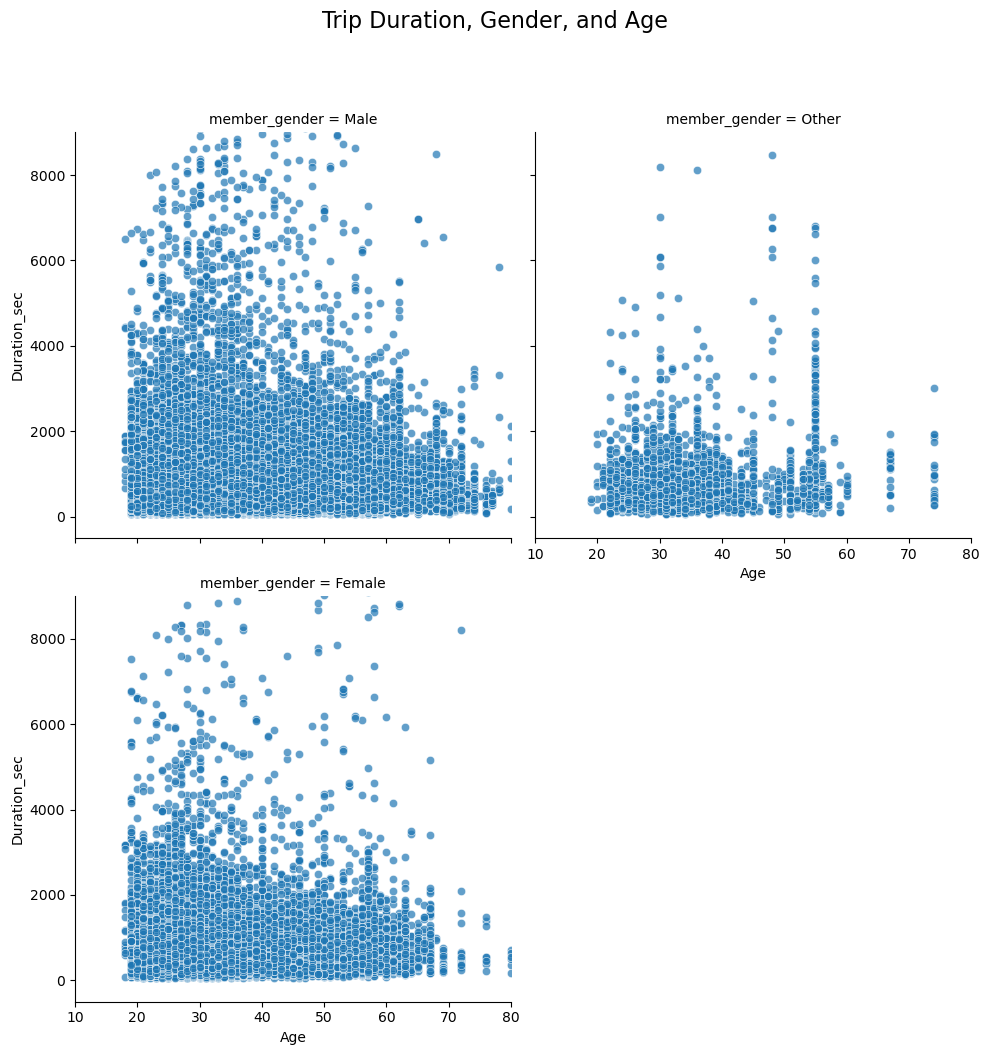 Trip Duration, Gender, and Age
member_gender = Male
member_gender = Other
8000
6000
4000
2000
0
Duration_sec
10 20 30 40 50 60 70 80
Age
member_gender = Female
8000
6000
4000
2000
0
Duration_sec
10 20 30 40 50 60 70 80
Age